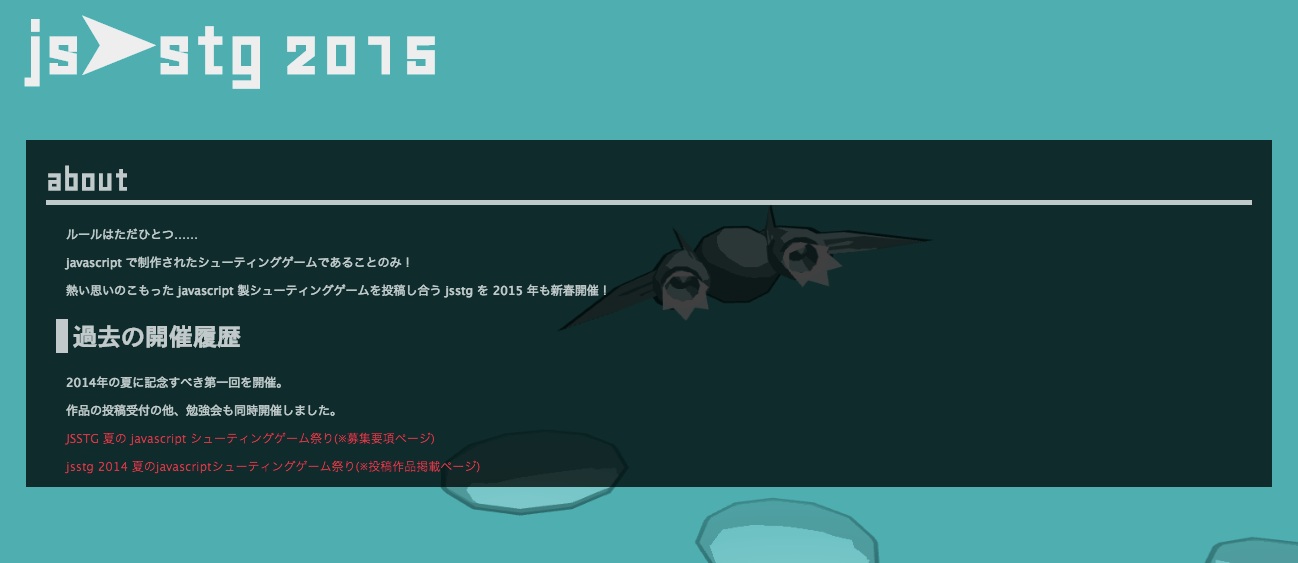 js➤stg 2015
about
ルールはただひとつ……
javascript で制作されたシューティングゲームであることのみ！
熱い思いのこもった javascript 製シューティングゲームを投稿し合う jsstg を 2015 年も新春開催！
過去の開催履歴
2014年の夏に記念すべき第一回を開催。
作品の投稿受付の他、勉強会も同時開催しました。
JSSTG 夏の Javascript シューティングゲーム祭り(※募集要項ページ)
jsstg 2014 夏のjavascriptシューティングゲーム祭り(※投稿作品掲載ページ)